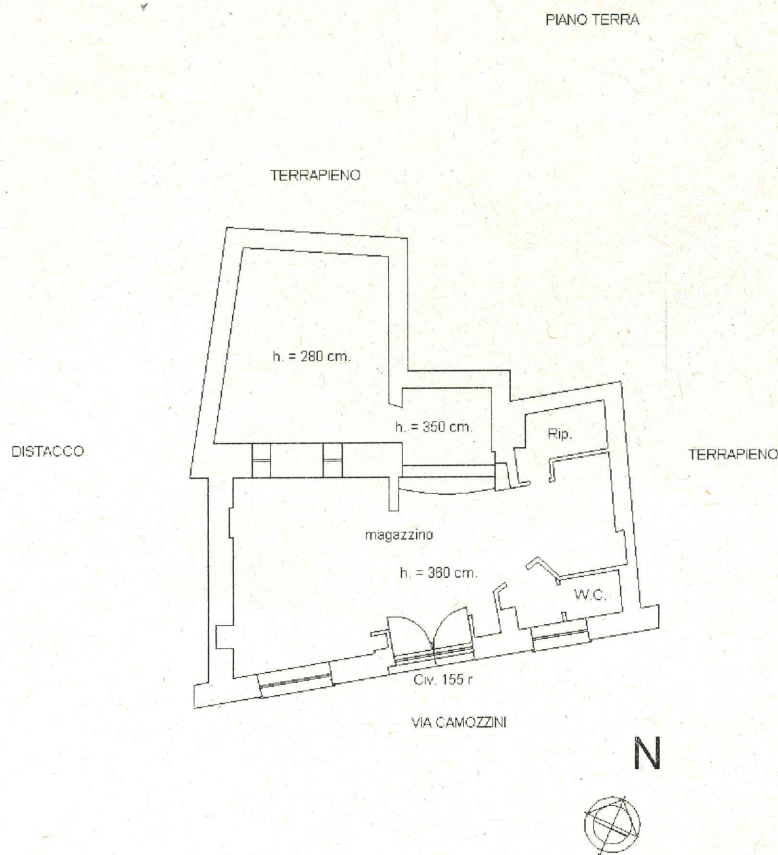 PIANO TERRA
TERRAPIENO
h. = 280 cm.
h. = 350 cm.
Rip.
DISTACCO
TERRAPIENO
magazzino
h. = 360 cm.
W.C.
Civ. 155 r
VIA CAMOZZINI
N